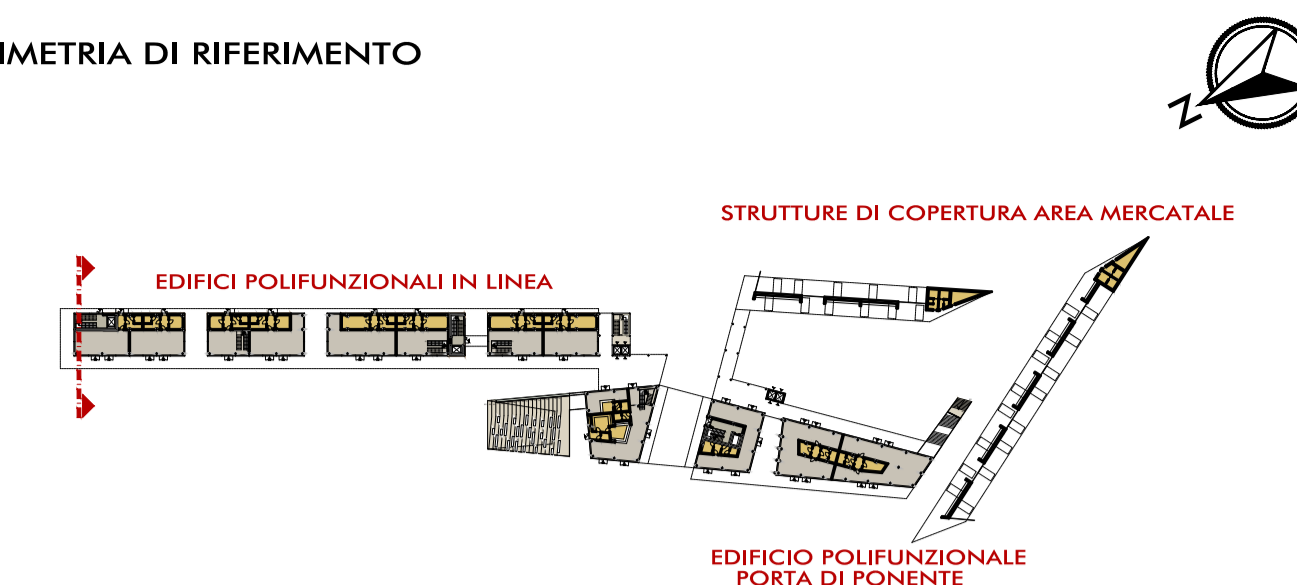 IMETRIA DI RIFERIMENTO
Z
STRUTTURE DI COPERTURA AREA MERCATALE
EDIFICI POLIFUNZIONALI IN LINEA
EDIFICIO POLIFUNZIONALE
PORTA DI PONENTE